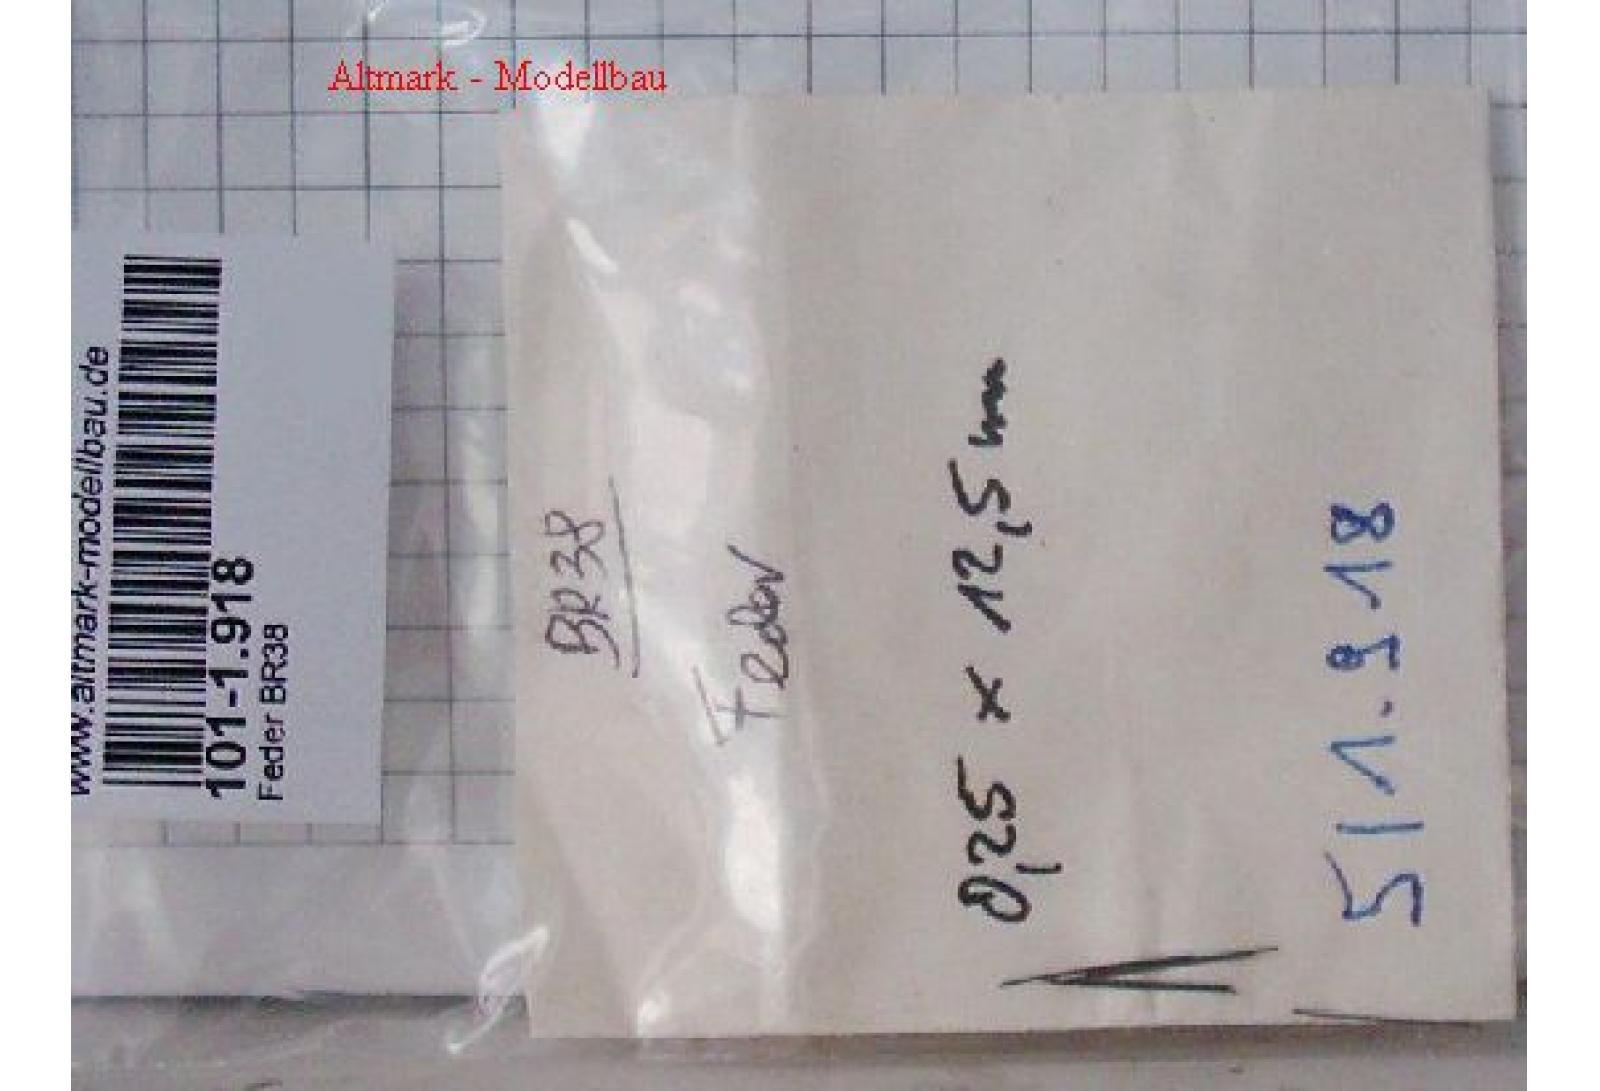 Altmark - Modellbau
www.altmark-modellbau.de
101-1.918
Feder BR38
BR38
Feder
0,25 x 12,5 mm
511.918